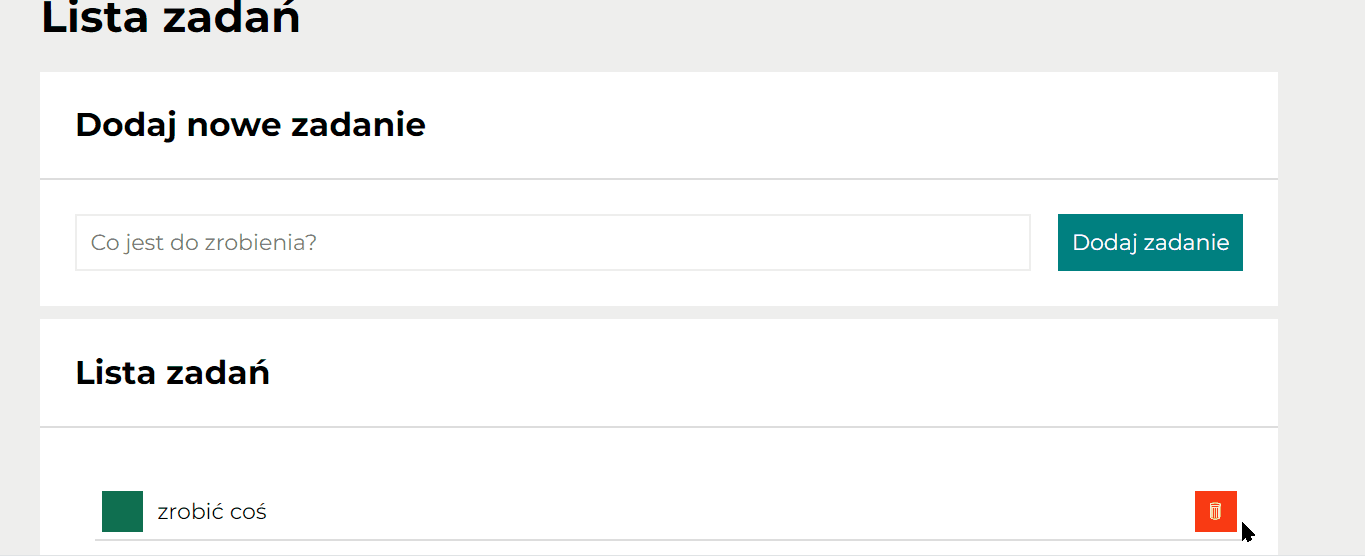 Lista zadań
Dodaj nowe zadanie
Co jest do zrobienia?
Dodaj zadanie
Lista zadań
zrobić coś